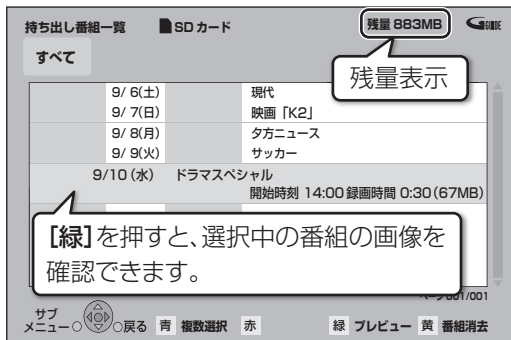 持ち出し番組一覧 SDカード 残量 883MB G-GUIDE
すべて
残量表示
9/ 6(土) 現代
9/ 7(日) 映画「K2」
9/ 8(月) 夕方ニュース
9/ 9(火) サッカー
9/10 (水) ドラマスペシャル
開始時刻 14:00 録画時間 0:30(67MB)
[緑]を押すと、選択中の番組の画像を
確認できます。
ページ 001/001
サブ
メニュー 戻る 青 複数選択 赤 緑 プレビュー 黄 番組消去